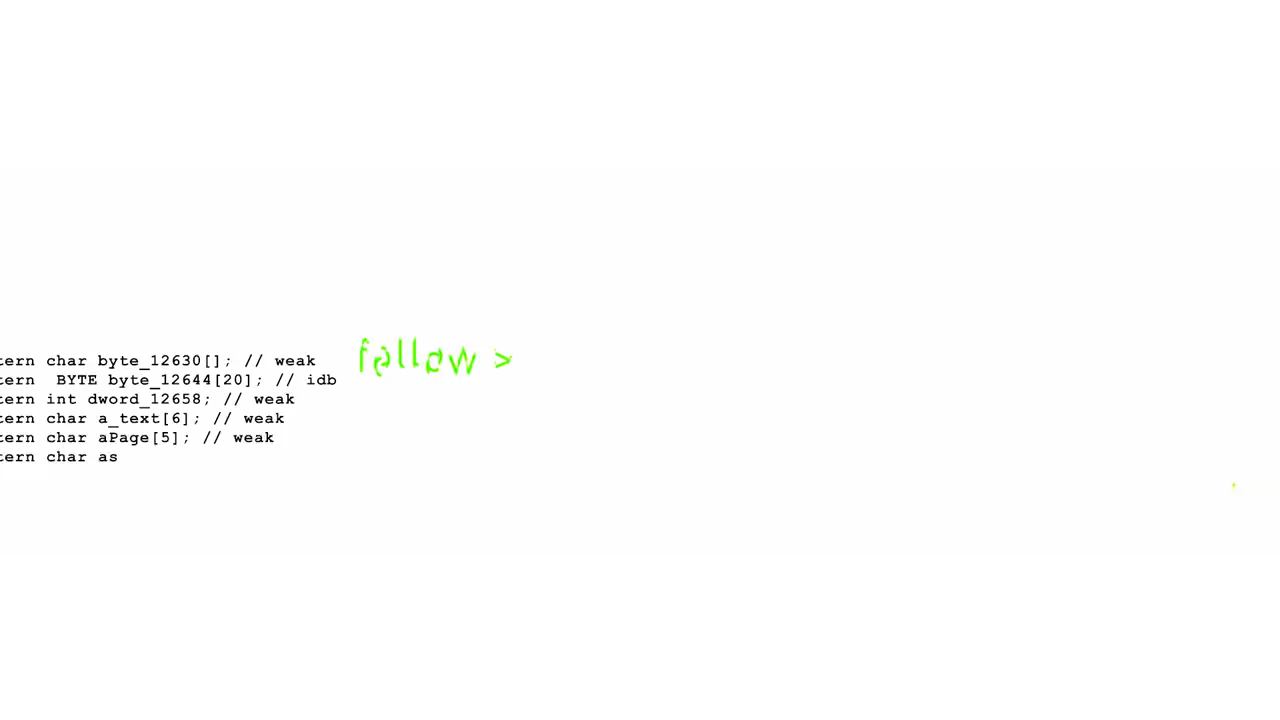 tern char byte_12630[]; // weak
follow >
tern  BYTE byte_12644[20]; // idb
tern int dword_12658; // weak
tern char a_text[6]; // weak
tern char aPage[5]; // weak
tern char as